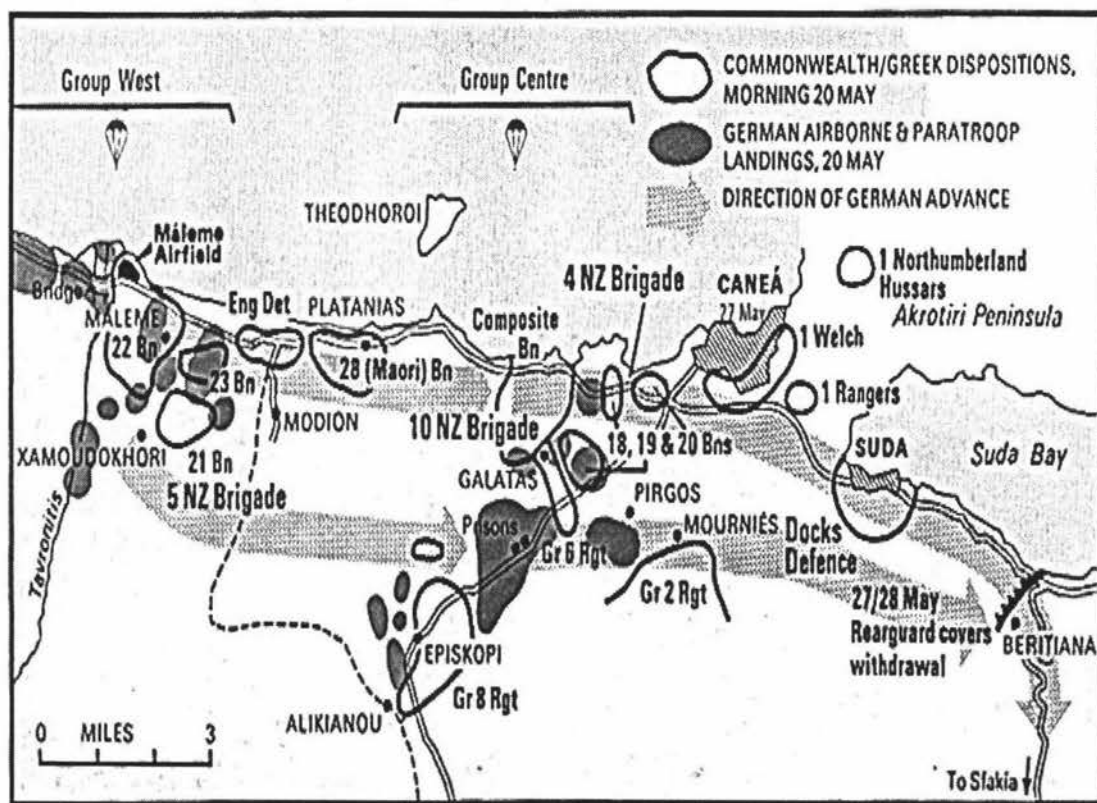 Group West
Group Centre
COMMONWEALTH/GREEK DISPOSITIONS,
MORNING 20 MAY
GERMAN AIRBORNE & PARATROOP
LANDINGS, 20 MAY
DIRECTION OF GERMAN ADVANCE
THEODHOROI
Máleme
Airfield
Bridge
MÁLEME
22 Bn
Eng Det
PLATANIAS
23 Bn
28 (Maori) Bn
Composite
Bn
4 NZ Brigade
CANEÁ
27 May
1 Northumberland
Hussars
Akrotiri Peninsula
1 Welch
1 Rangers
MODION
XAMOUDOKHORI
21 Bn
5 NZ Brigade
10 NZ Brigade
18, 19 & 20 Bns
GALATAS
PIRGOS
SUDA
Suda Bay
Prisons
Gr 6 Rgt
MOURNIÉS
Docks
Defence
Gr 2 Rgt
Tavronitis
27/28 May
Rearguard covers
withdrawal
BERITIANA
EPISKOPI
Gr 8 Rgt
ALIKIANOU
0 MILES 3
To Sfakia